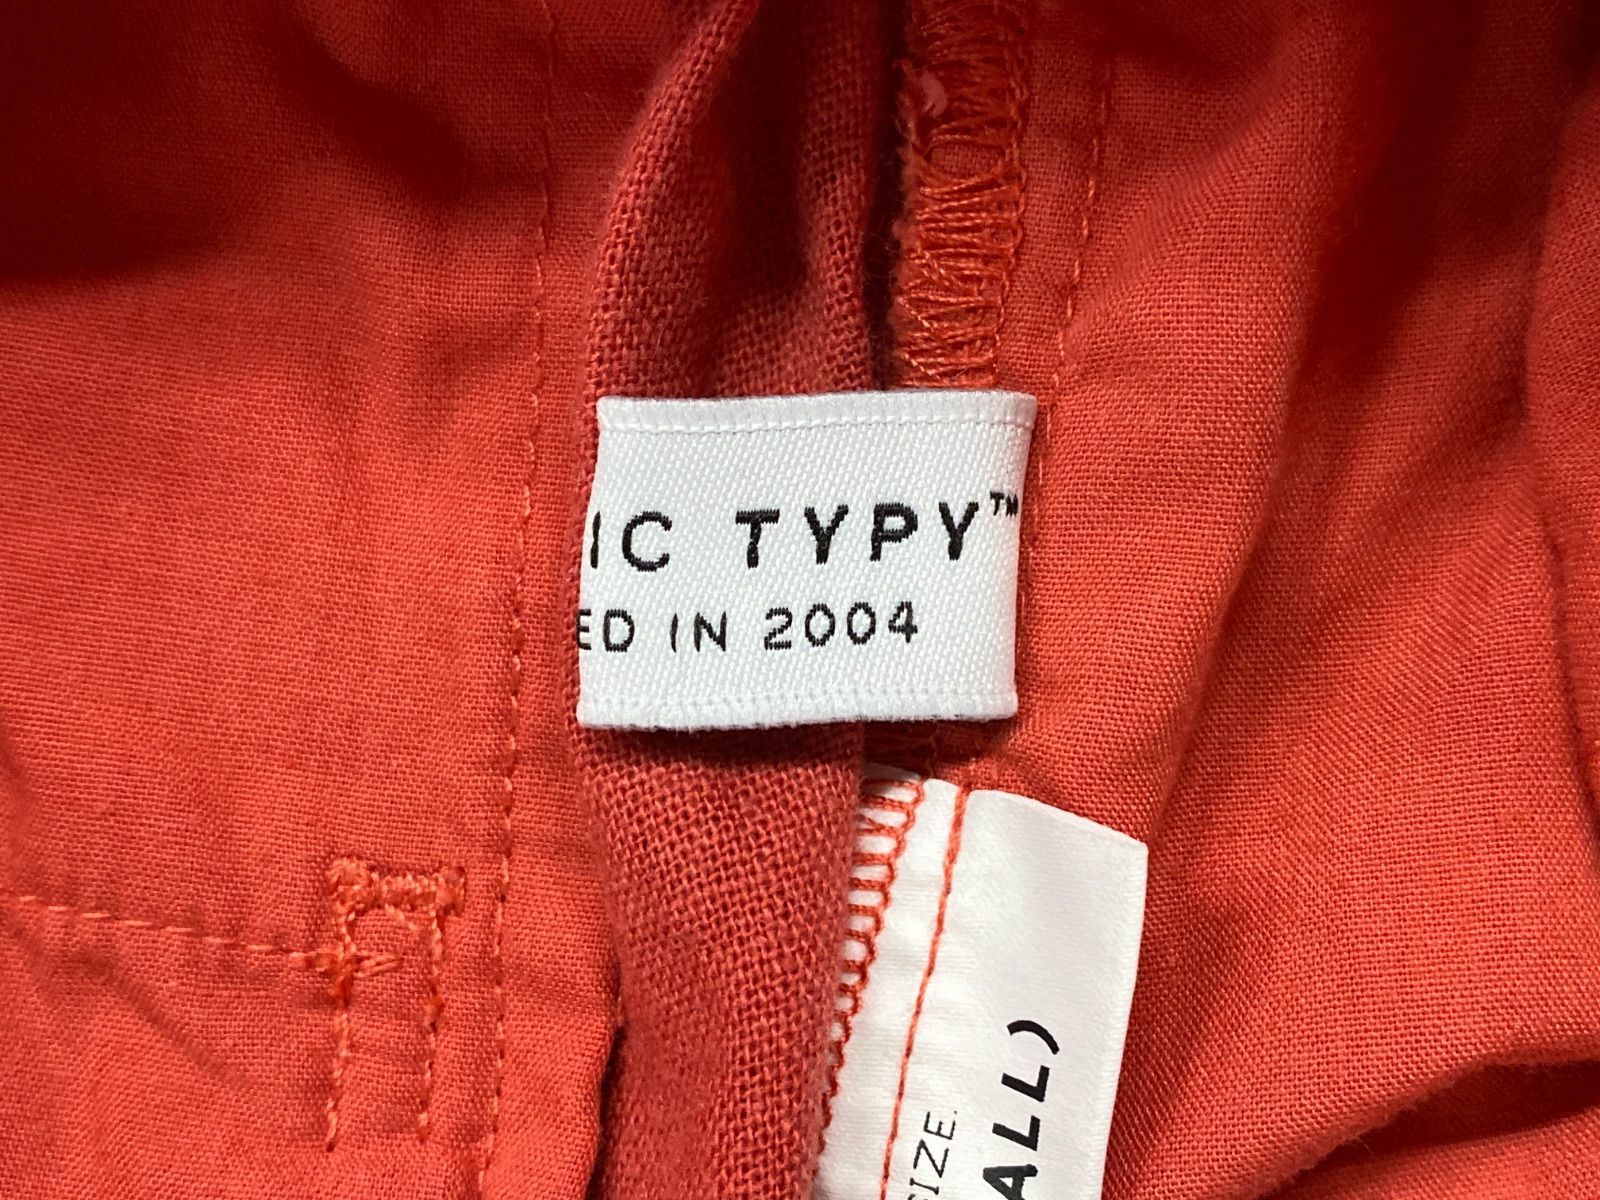 IC TYPY™
ED IN 2004
SIZE.
ALL)